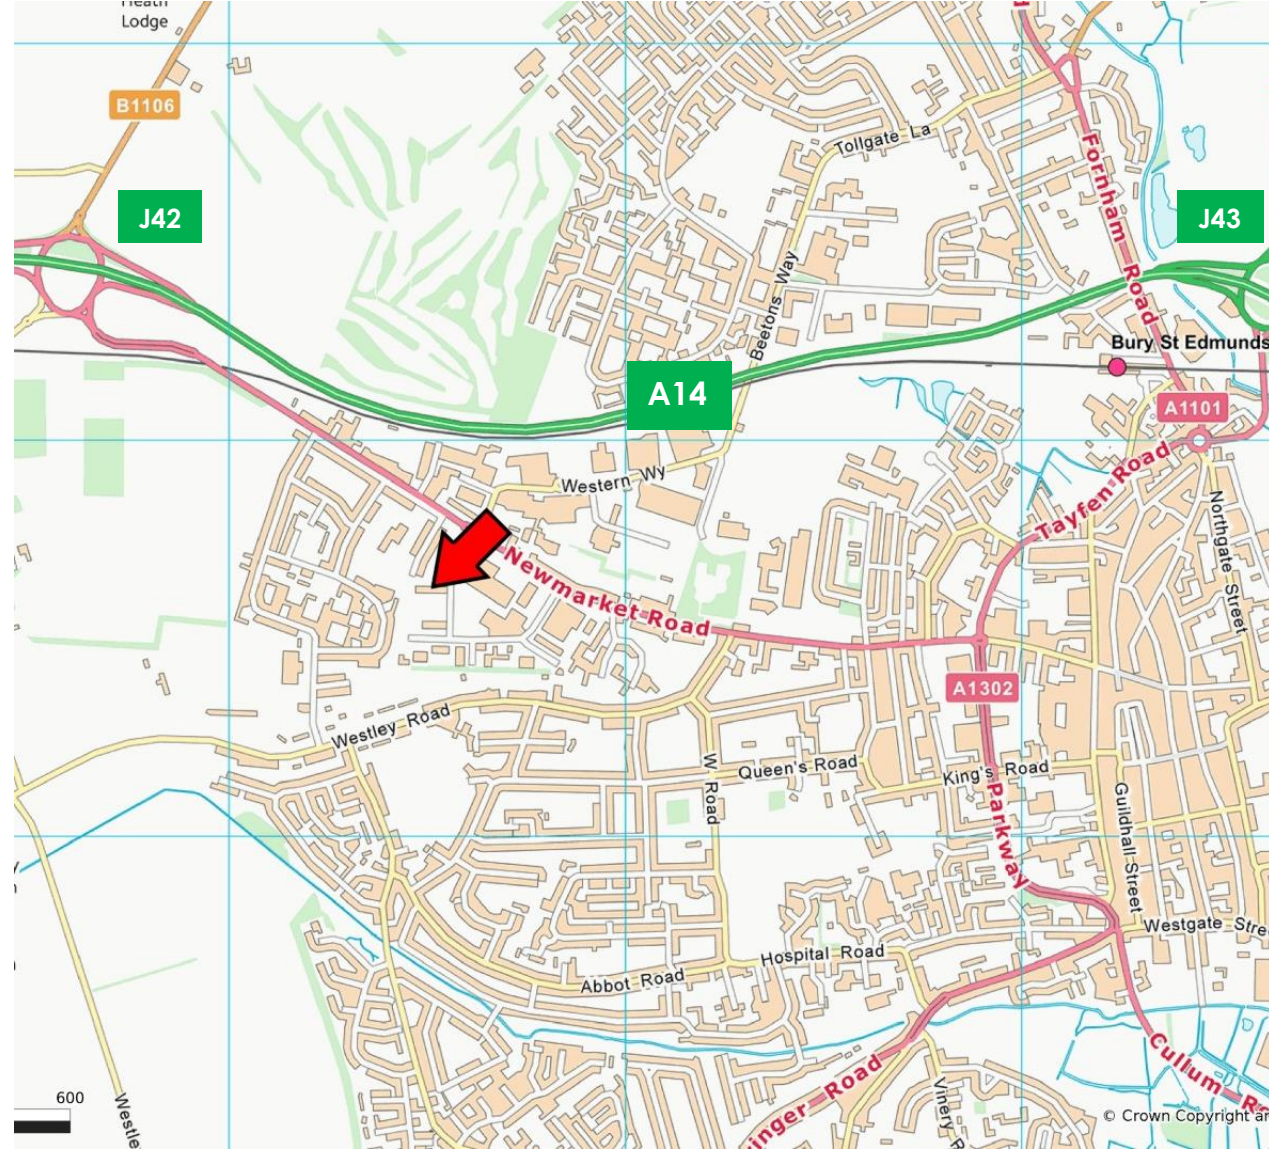 Heath
Lodge
B1106
Tollgate La
J42
Fornham Road
J43
Beetons Way
Bury St Edmunds
A14
A1101
Western Wy
Tayfen Road
Northgate Street
Newmarket Road
A1302
Westley Road
W Road
Queen's Road
King's Road
Parkway
Guildhall Street
Westgate Stre
Hospital Road
Abbot Road
Cullum Ro
inger Road
Vinery R
600
Westle
© Crown Copyright an